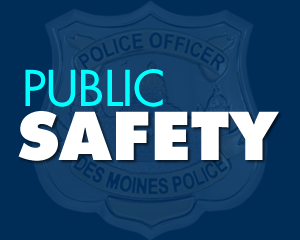 POLICE OFFICER
PUBLIC
SAFETY
DES MOINES POLICE